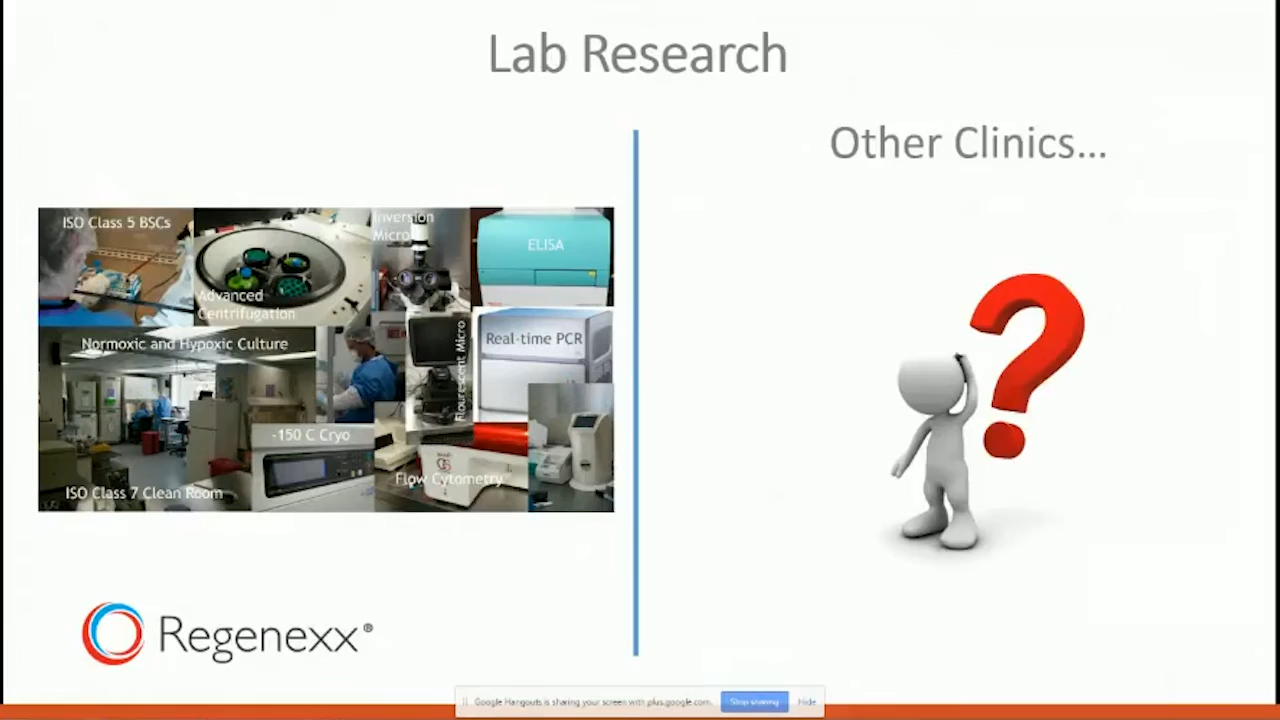 Lab Research
Other Clinics...
ISO Class 5 BSCs
Advanced
Centrifugation
Inversion
Micro
ELISA
Normoxic and Hypoxic Culture
Flourescent Micro
Real-time PCR
-150 C Cryo
Flow Cytometry
ISO Class 7 Clean Room
Regenexx®
Google Hangouts is sharing your screen with plus.google.com.
Stop sharing
Hide